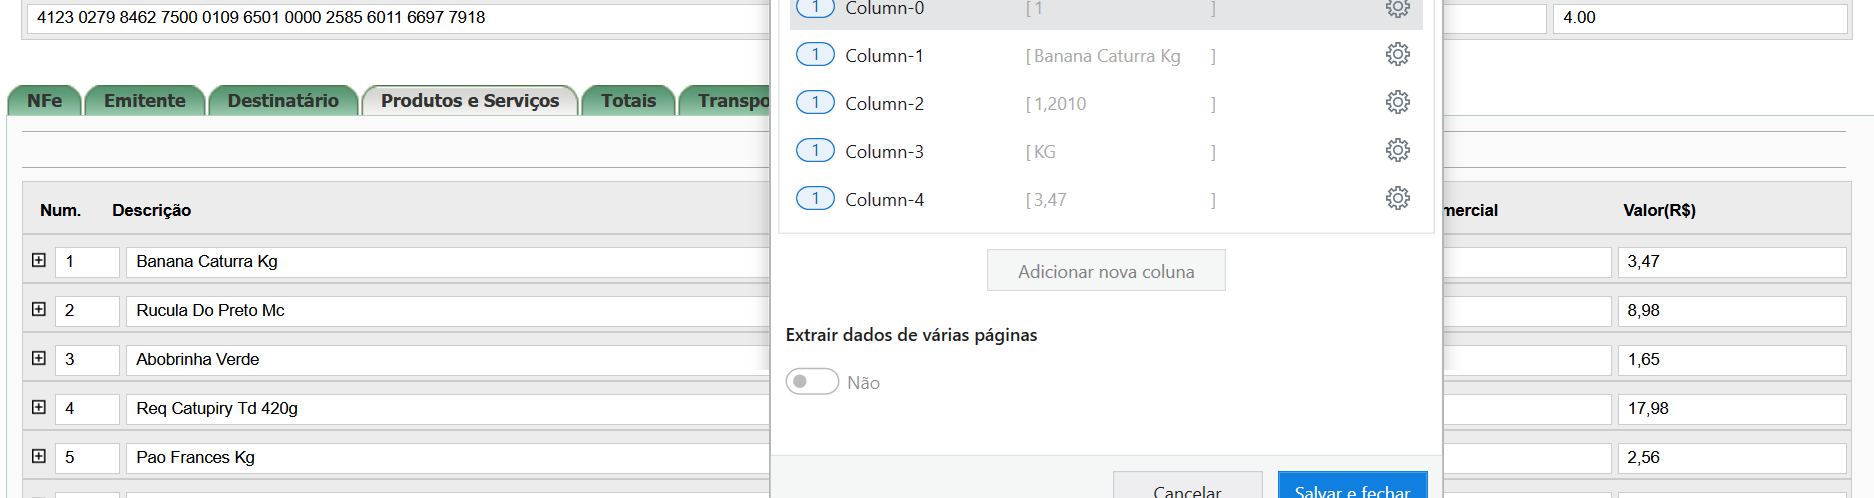 4123 0279 8462 7500 0109 6501 0000 2585 6011 6697 7918
4.00
NFe Emitente Destinatário Produtos e Serviços Totais Transpo
Num. Descrição mercial Valor(R$)
1 Banana Caturra Kg 3,47
2 Rucula Do Preto Mc 8,98
3 Abobrinha Verde 1,65
4 Req Catupiry Td 420g 17,98
5 Pao Frances Kg 2,56
1 Column-0 [ 1 ]
1 Column-1 [ Banana Caturra Kg ]
1 Column-2 [ 1,2010 ]
1 Column-3 [ KG ]
1 Column-4 [ 3,47 ]
Adicionar nova coluna
Extrair dados de várias páginas
Não
Cancelar Salvar e fechar